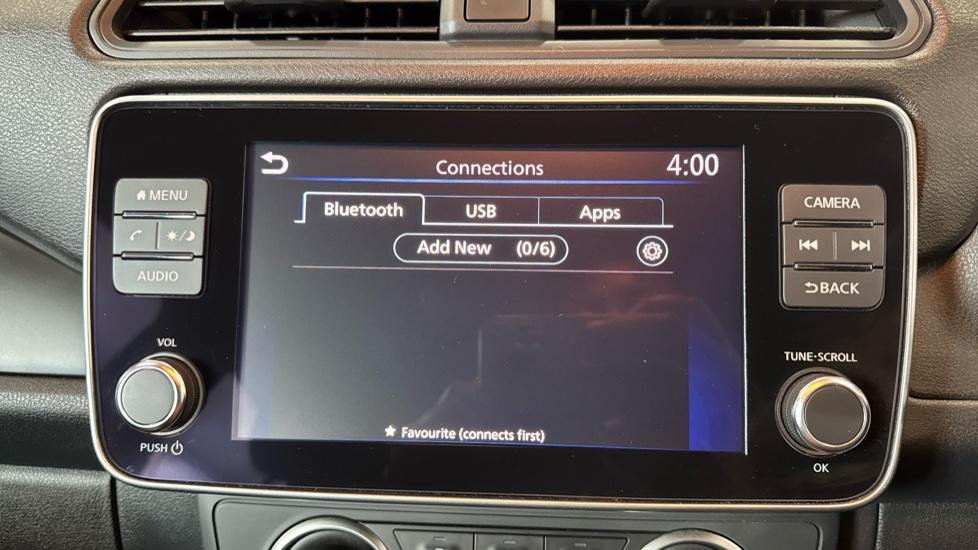 Connections 4:00
Bluetooth USB Apps
Add New (0/6)
★ Favourite (connects first)
MENU
AUDIO
VOL
PUSH
CAMERA
BACK
TUNE·SCROLL
OK